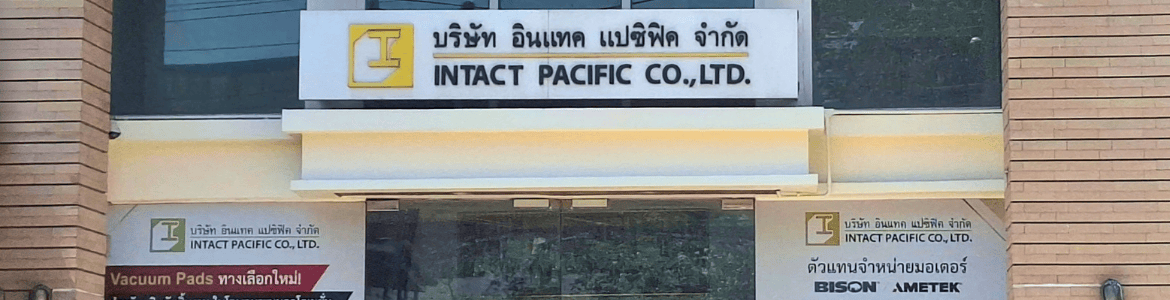 บริษัท อินแทค แปซิฟิค จำกัด
INTACT PACIFIC CO.,LTD.
บริษัท อินแทค แปซิฟิค จำกัด
INTACT PACIFIC CO.,LTD.
Vacuum Pads ทางเลือกใหม่!
บริษัท อินแทค แปซิฟิค จำกัด
INTACT PACIFIC CO.,LTD.
ตัวแทนจำหน่ายมอเตอร์
BISON AMETEK